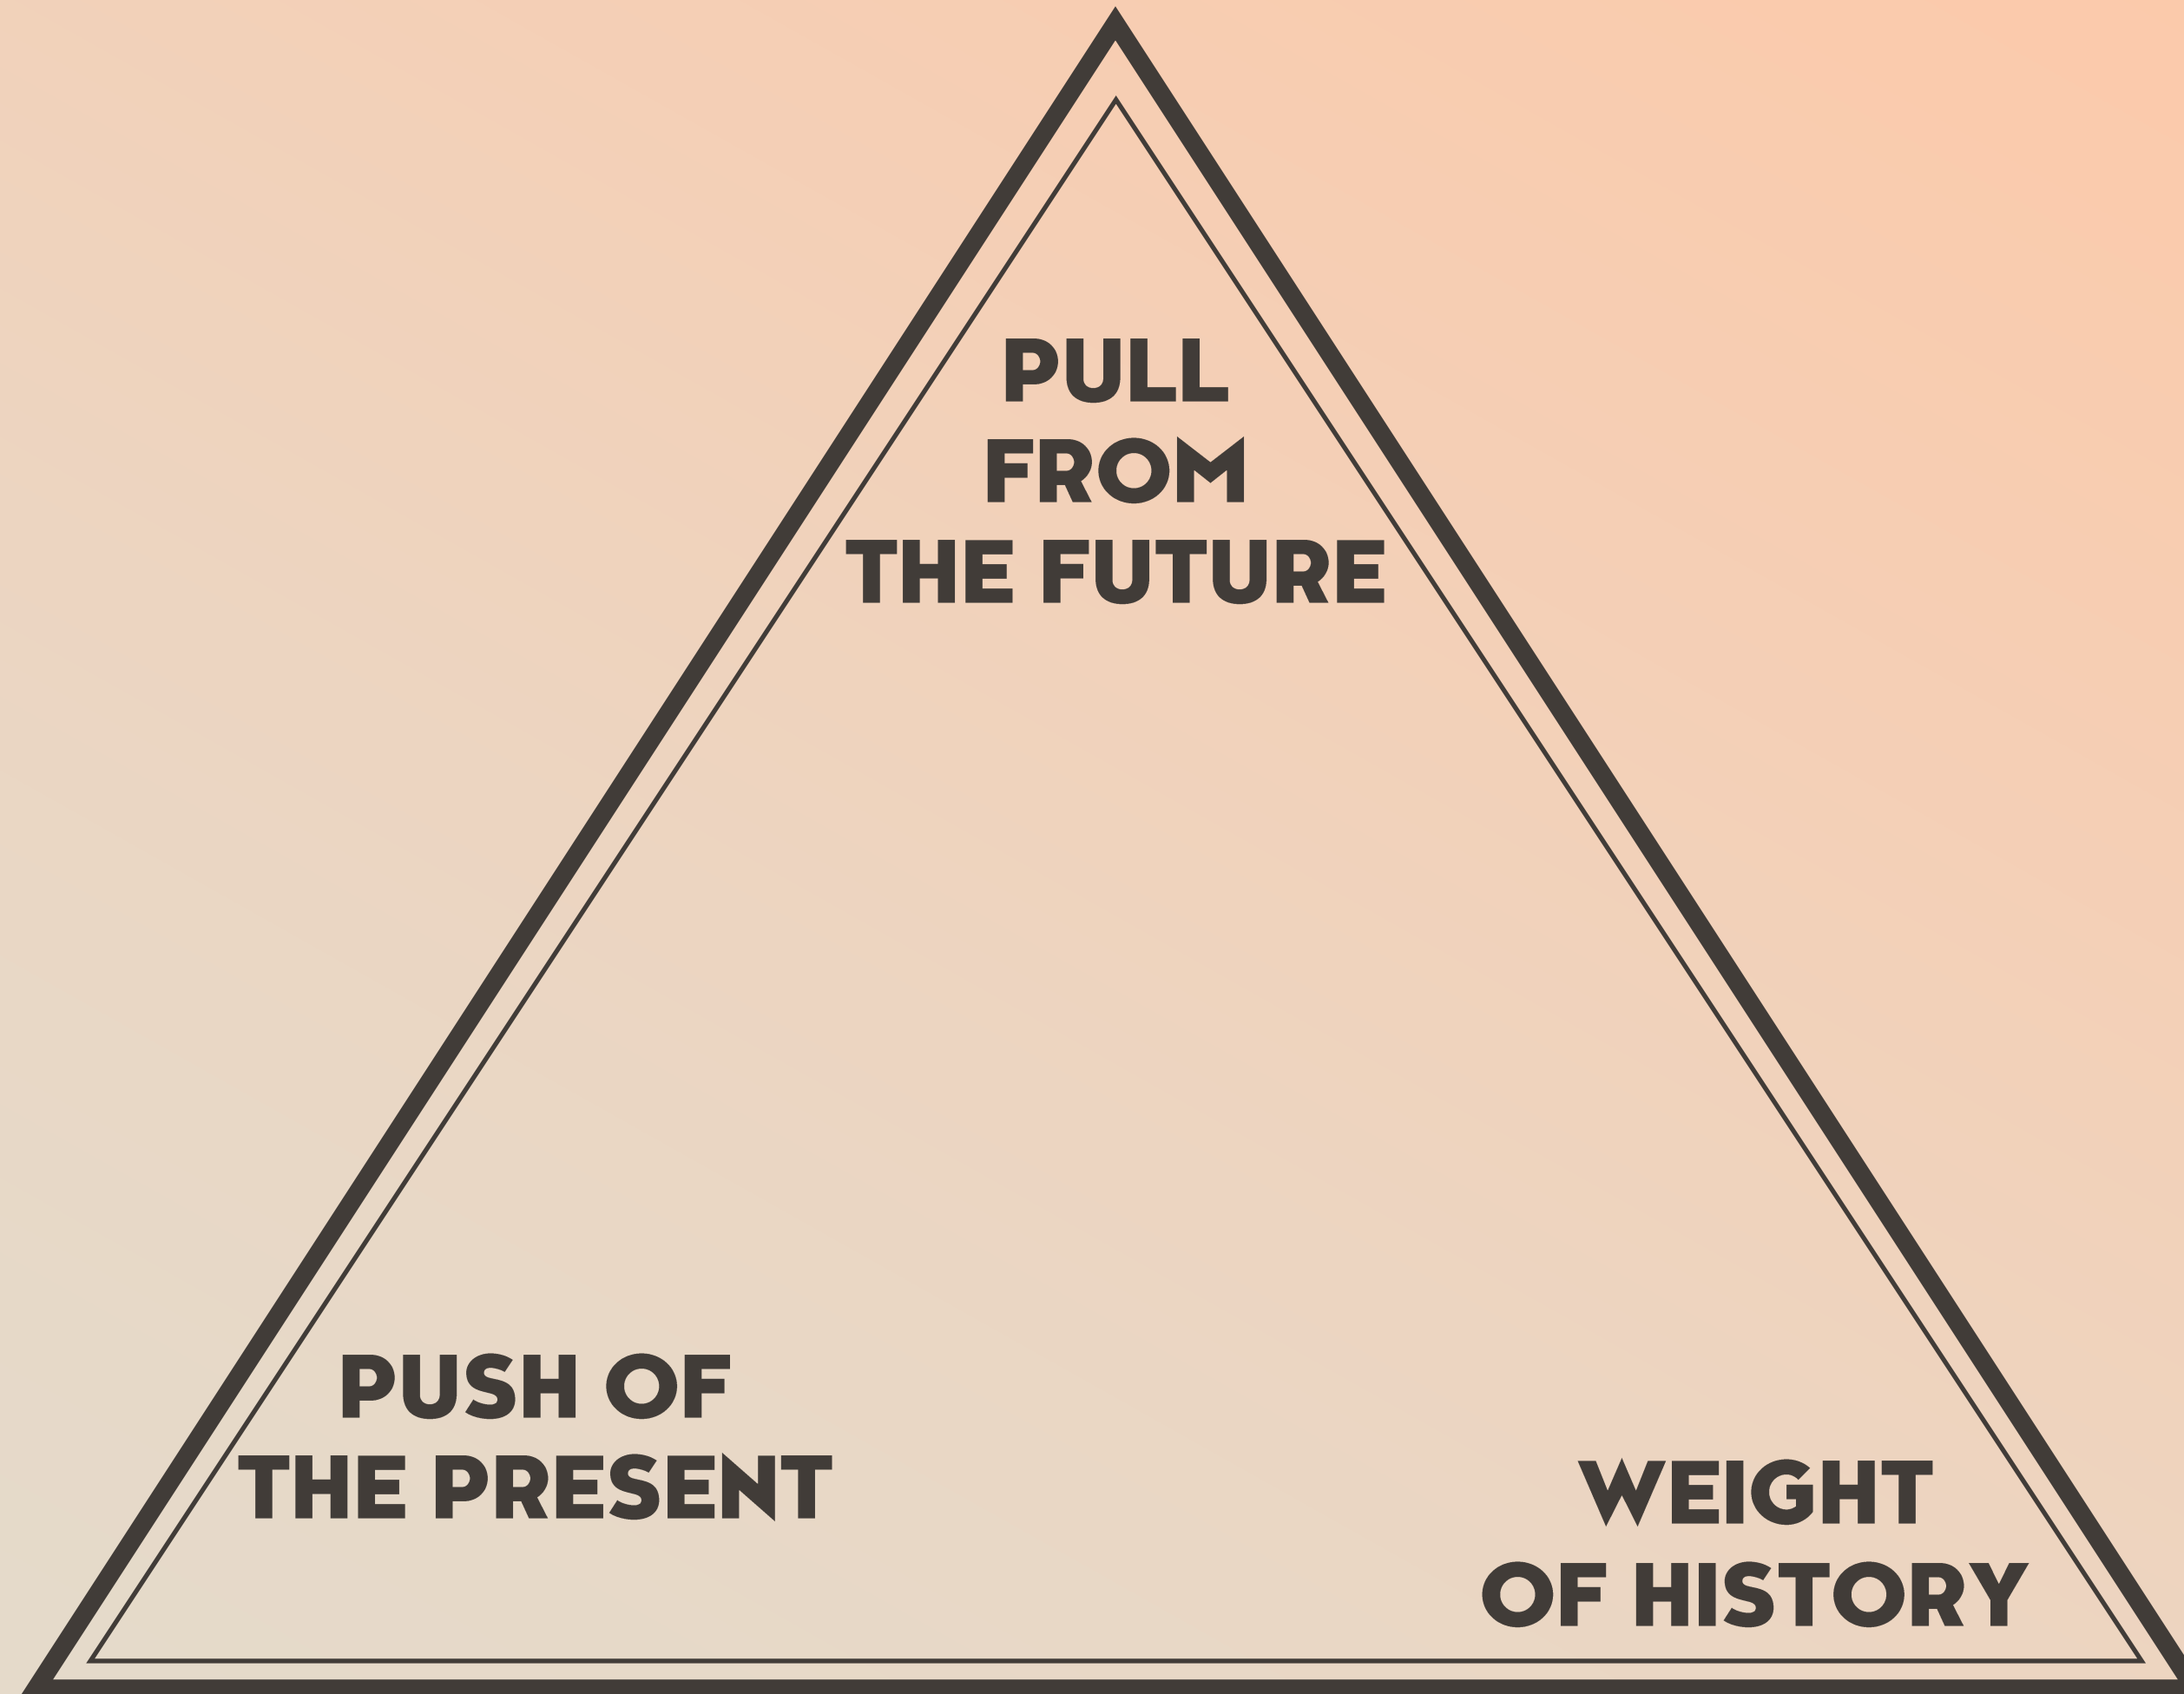 PULL
FROM
THE FUTURE
PUSH OF
THE PRESENT
WEIGHT
OF HISTORY